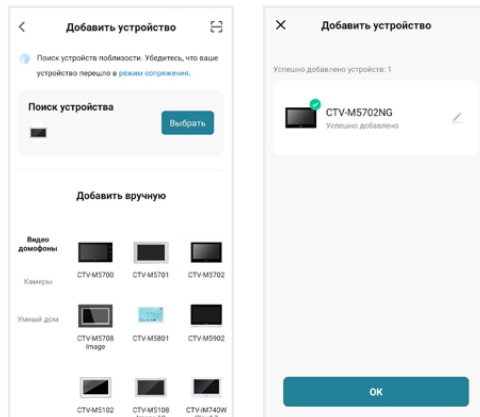 Добавить устройство
Поиск устройств поблизости. Убедитесь, что ваше
устройство перешло в режим сопряжения.
Поиск устройства
Выбрать
Добавить вручную
Видео
домофоны
Камеры
Умный дом
CTV-M5700 CTV-M5701 CTV-M5702
CTV-M5708 CTV-M5801 CTV-M5902
Image
CTV-M5102 CTV-M5108 CTV-iM740W
Добавить устройство
Успешно добавлено устройств: 1
CTV-M5702NG
Успешно добавлено
ОК